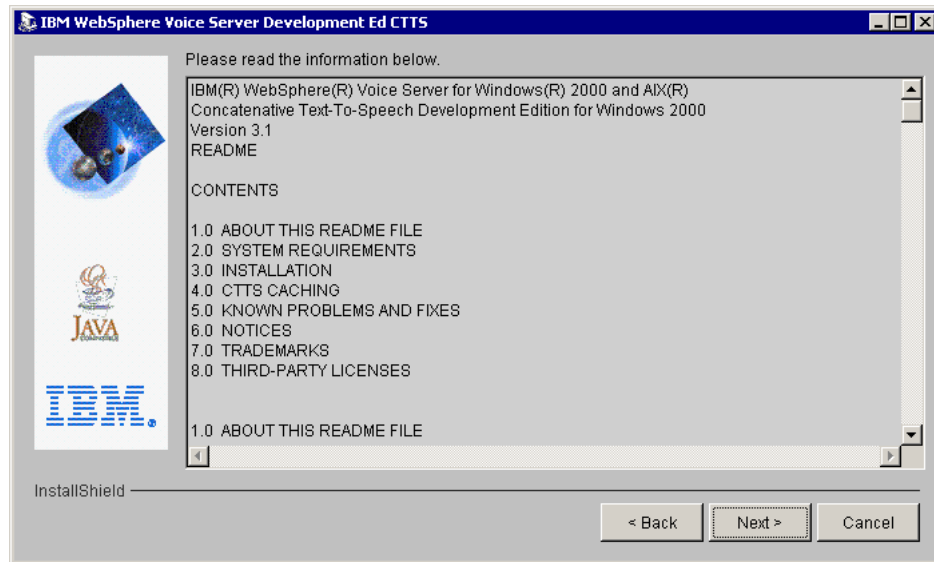 IBM WebSphere Voice Server Development Ed CTTS
Please read the information below.
IBM(R) WebSphere(R) Voice Server for Windows(R) 2000 and AIX(R)
Concatenative Text-To-Speech Development Edition for Windows 2000
Version 3.1
README
CONTENTS
1.0 ABOUT THIS README FILE
2.0 SYSTEM REQUIREMENTS
3.0 INSTALLATION
4.0 CTTS CACHING
5.0 KNOWN PROBLEMS AND FIXES
6.0 NOTICES
7.0 TRADEMARKS
8.0 THIRD-PARTY LICENSES
1.0 ABOUT THIS README FILE
JAVA
COMPATIBLE
IBM
InstallShield
< Back
Next >
Cancel